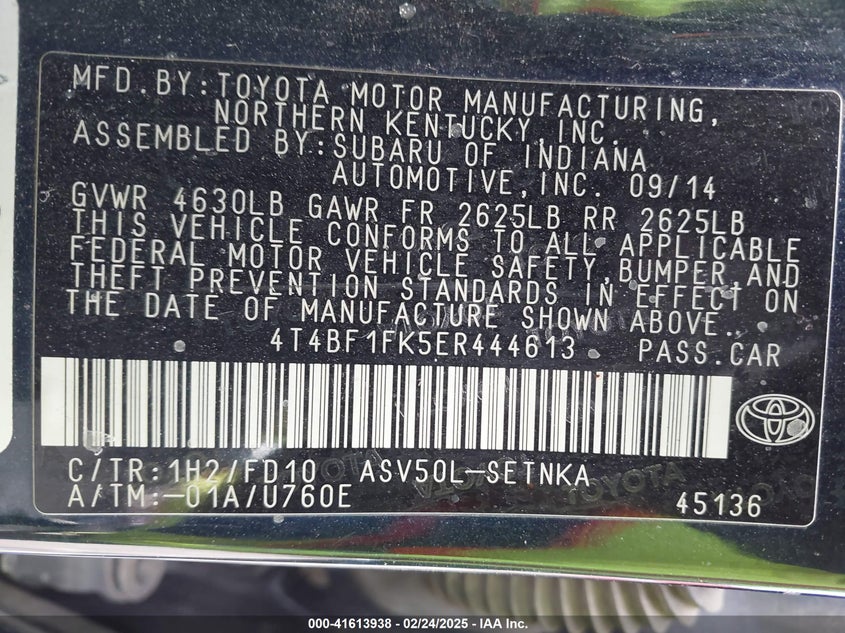 MFD.BY:TOYOTA MOTOR MANUFACTURING,
NORTHERN KENTUCKY,INC.
ASSEMBLED BY:SUBARU OF INDIANA
AUTOMOTIVE,INC. 09/14
GVWR 4630LB GAWR FR 2625LB RR 2625LB
THIS VEHICLE CONFORMS TO ALL APPLICABLE
FEDERAL MOTOR VEHICLE SAFETY,BUMPER,AND
THEFT PREVENTION STANDARDS IN EFFECT ON
THE DATE OF MANUFACTURE SHOWN ABOVE.
4T4BF1FK5ER444613 PASS.CAR
C/TR:1H2/FD10 ASV50L-SETNKA
A/TM:-01A/U760E 45136
TOYOTA
000-41613938 - 02/24/2025 - IAA Inc.